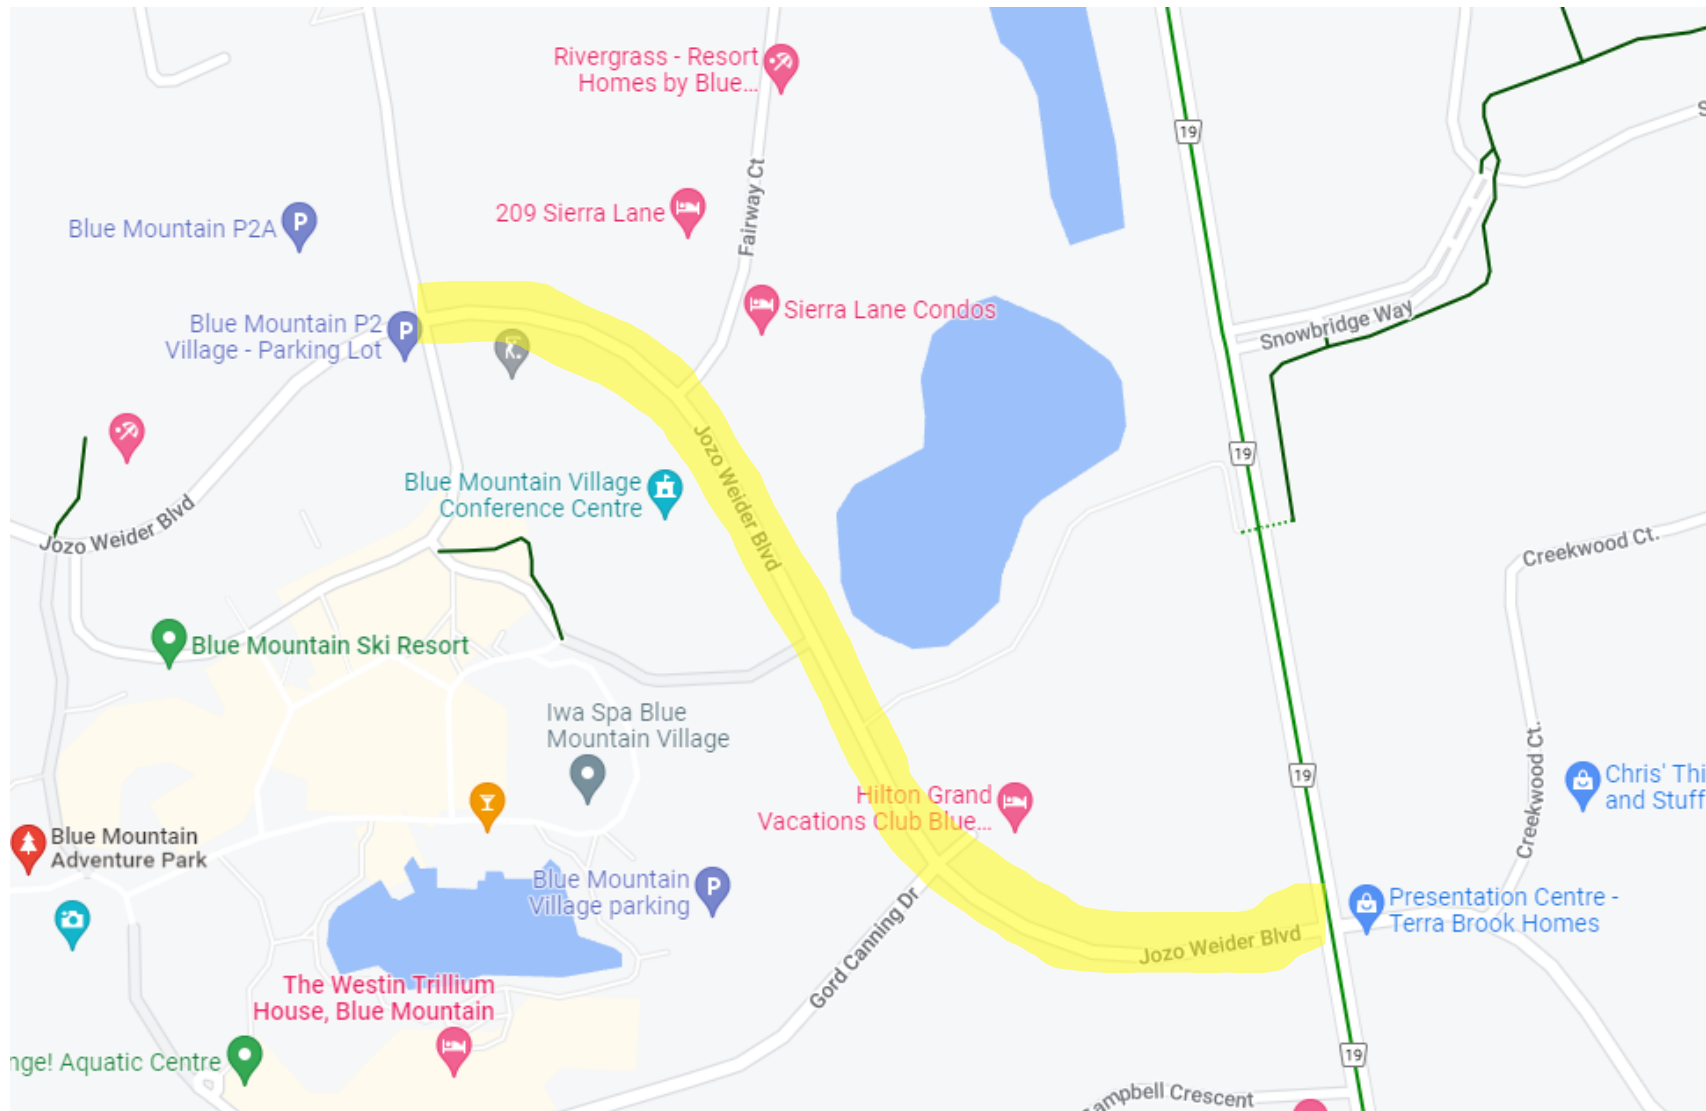 Rivergrass - Resort
Homes by Blue...
19
Fairway Ct
209 Sierra Lane
Blue Mountain P2A
P
Sierra Lane Condos
Blue Mountain P2
Village - Parking Lot
P
Snowbridge Way
19
Jozo Weider Blvd
Blue Mountain Village
Conference Centre
Jozo Weider Blvd
Creekwood Ct.
Blue Mountain Ski Resort
Iwa Spa Blue
Mountain Village
19
Chris' Thi
and Stuff
Creekwood Ct.
Hilton Grand
Vacations Club Blue...
Blue Mountain
Adventure Park
Blue Mountain
Village parking
P
Gord Canning Dr
Jozo Weider Blvd
Presentation Centre -
Terra Brook Homes
The Westin Trillium
House, Blue Mountain
nge! Aquatic Centre
19
ampbell Crescent